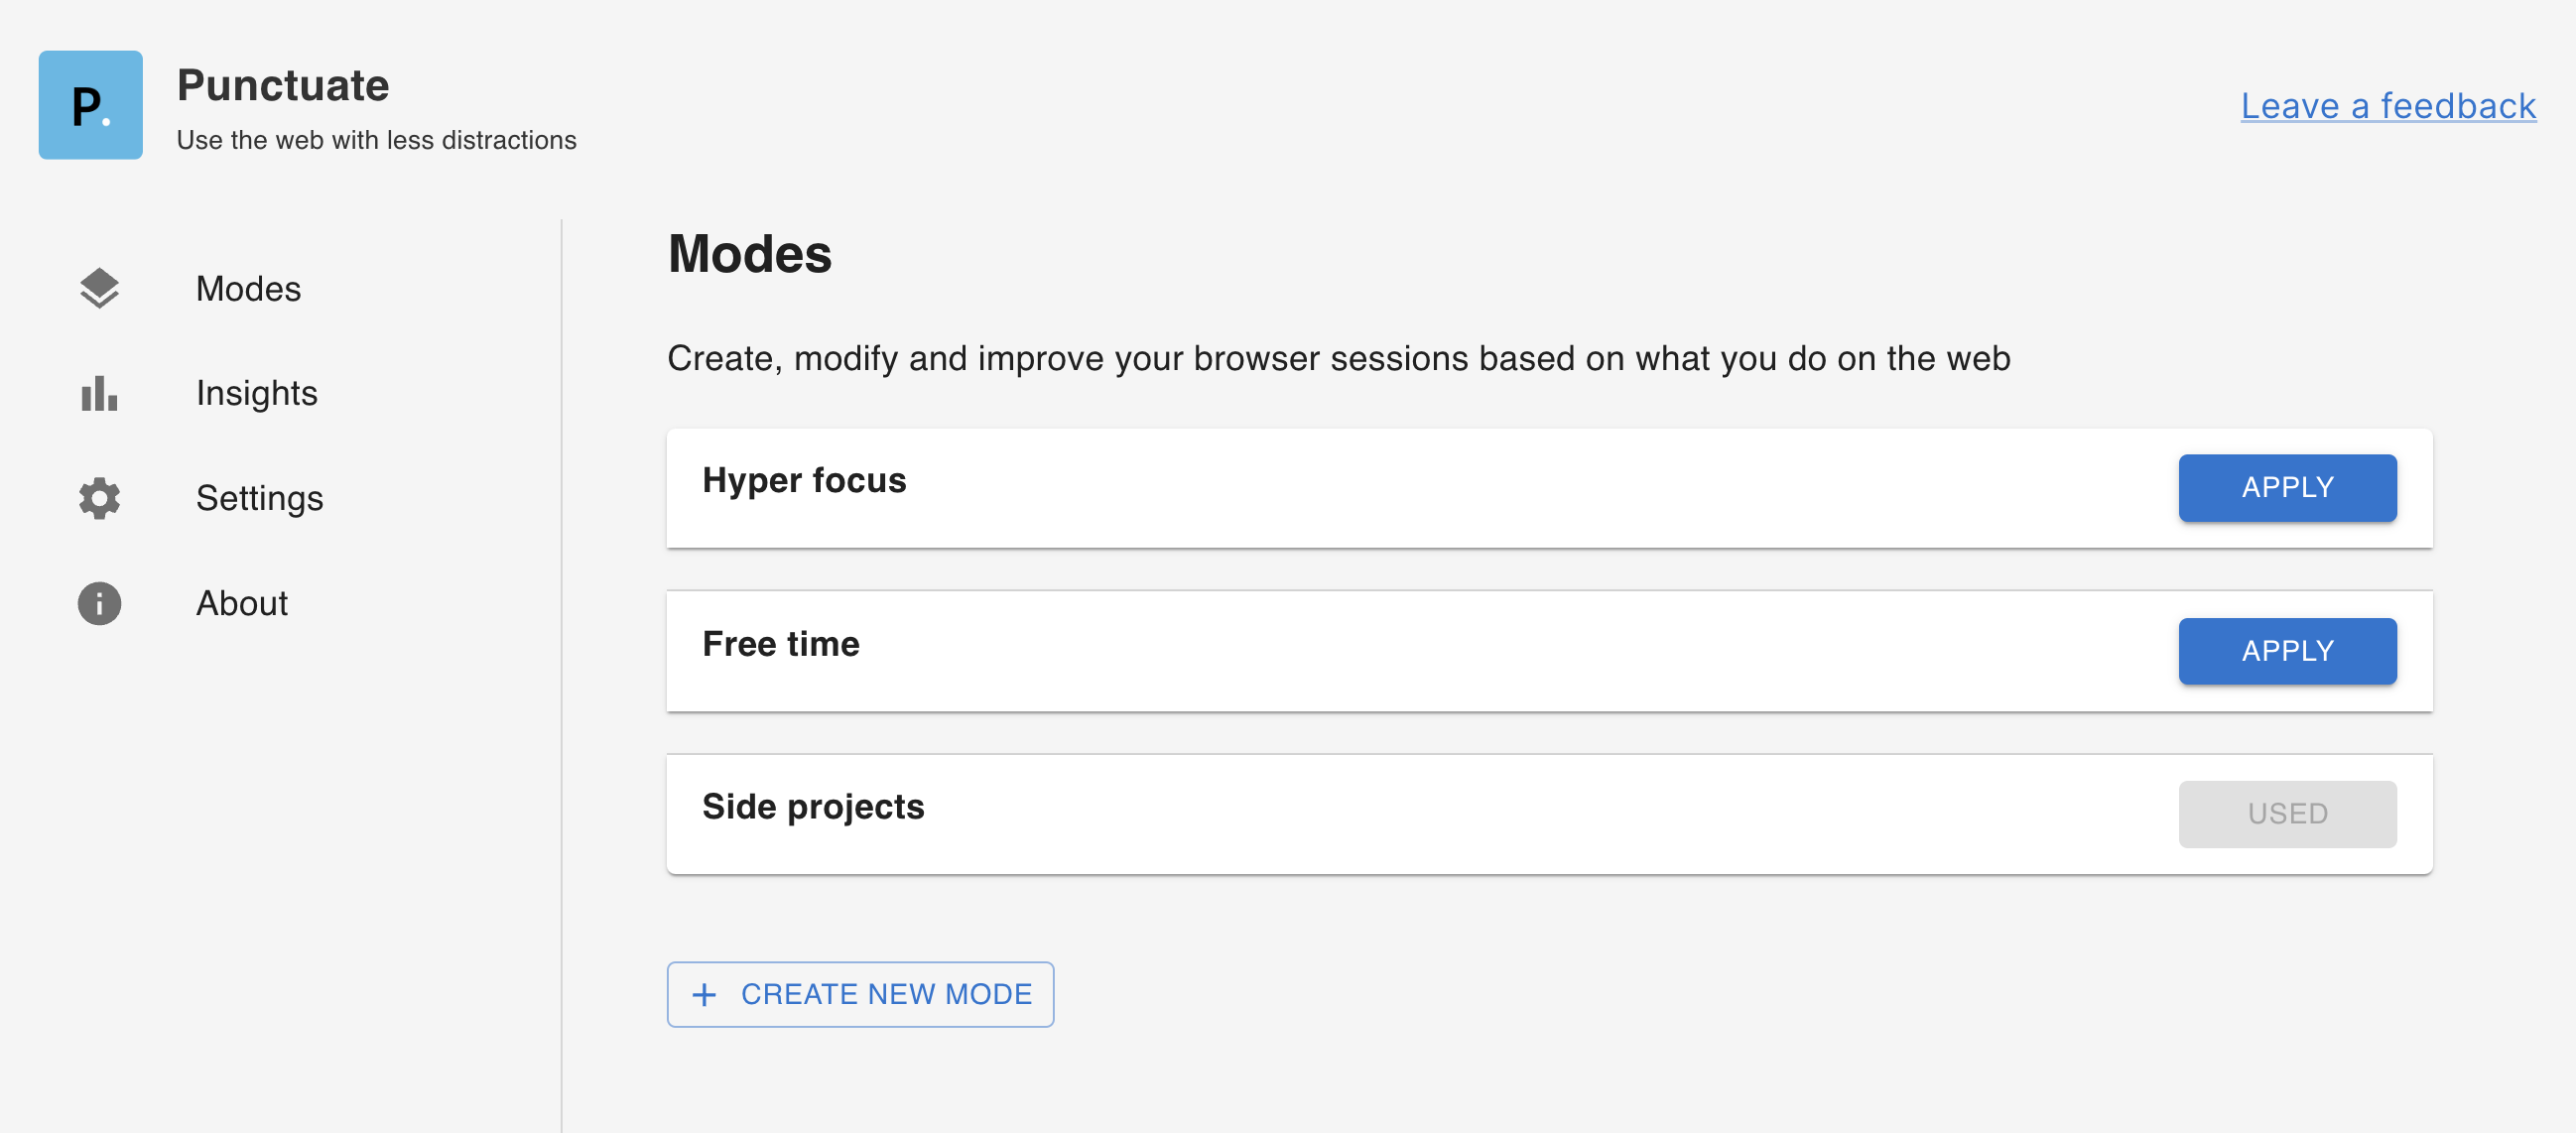 P.
Punctuate
Use the web with less distractions
Leave a feedback
Modes
Insights
Settings
About
Modes
Create, modify and improve your browser sessions based on what you do on the web
Hyper focus
APPLY
Free time
APPLY
Side projects
USED
+ CREATE NEW MODE